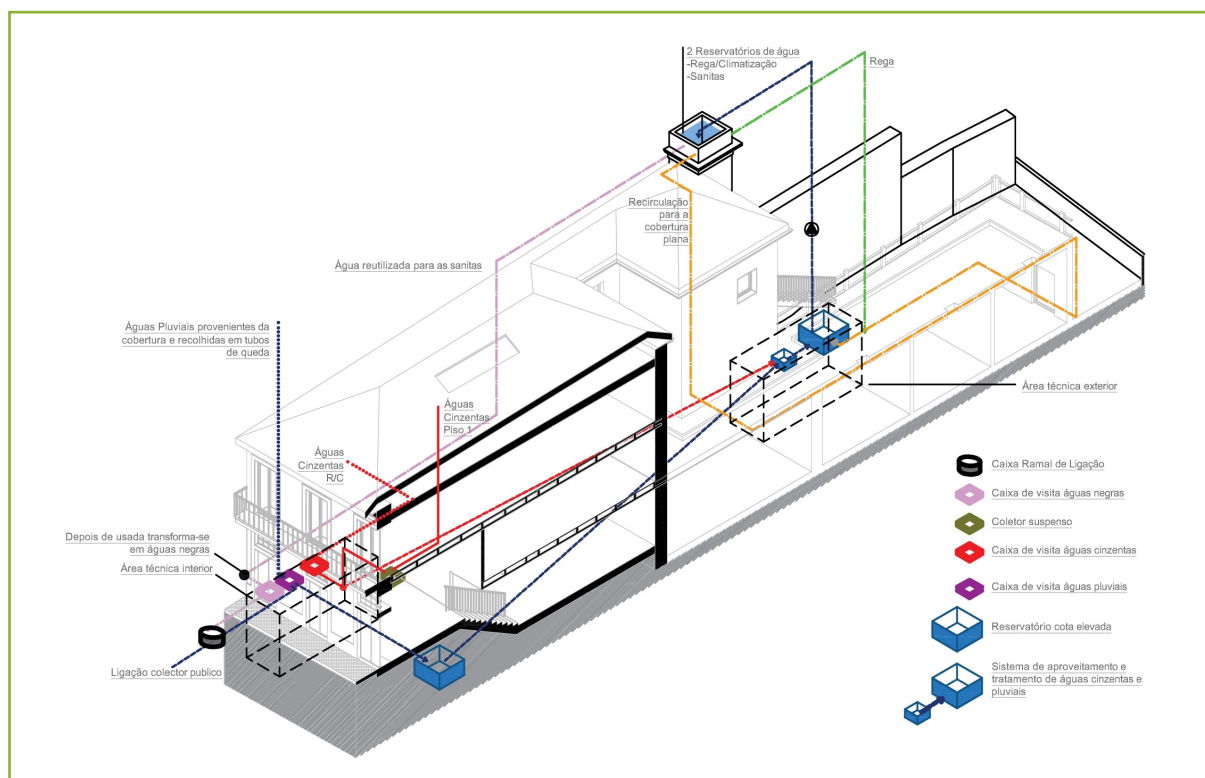 2 Reservatórios de água
-Rega/Climatização
-Sanitas
Rega
Recirculação
para a
cobertura
plana
Água reutilizada para as sanitas
Águas Pluviais provenientes da
cobertura e recolhidas em tubos
de queda
Águas
Cinzentas
Piso 1
Águas
Cinzentas
R/C
Depois de usada transforma-se
em águas negras
Área técnica interior
Ligação colector publico
Área técnica exterior
Caixa Ramal de Ligação
Caixa de visita águas negras
Coletor suspenso
Caixa de visita águas cinzentas
Caixa de visita águas pluviais
Reservatório cota elevada
Sistema de aproveitamento e
tratamento de águas cinzentas e
pluviais